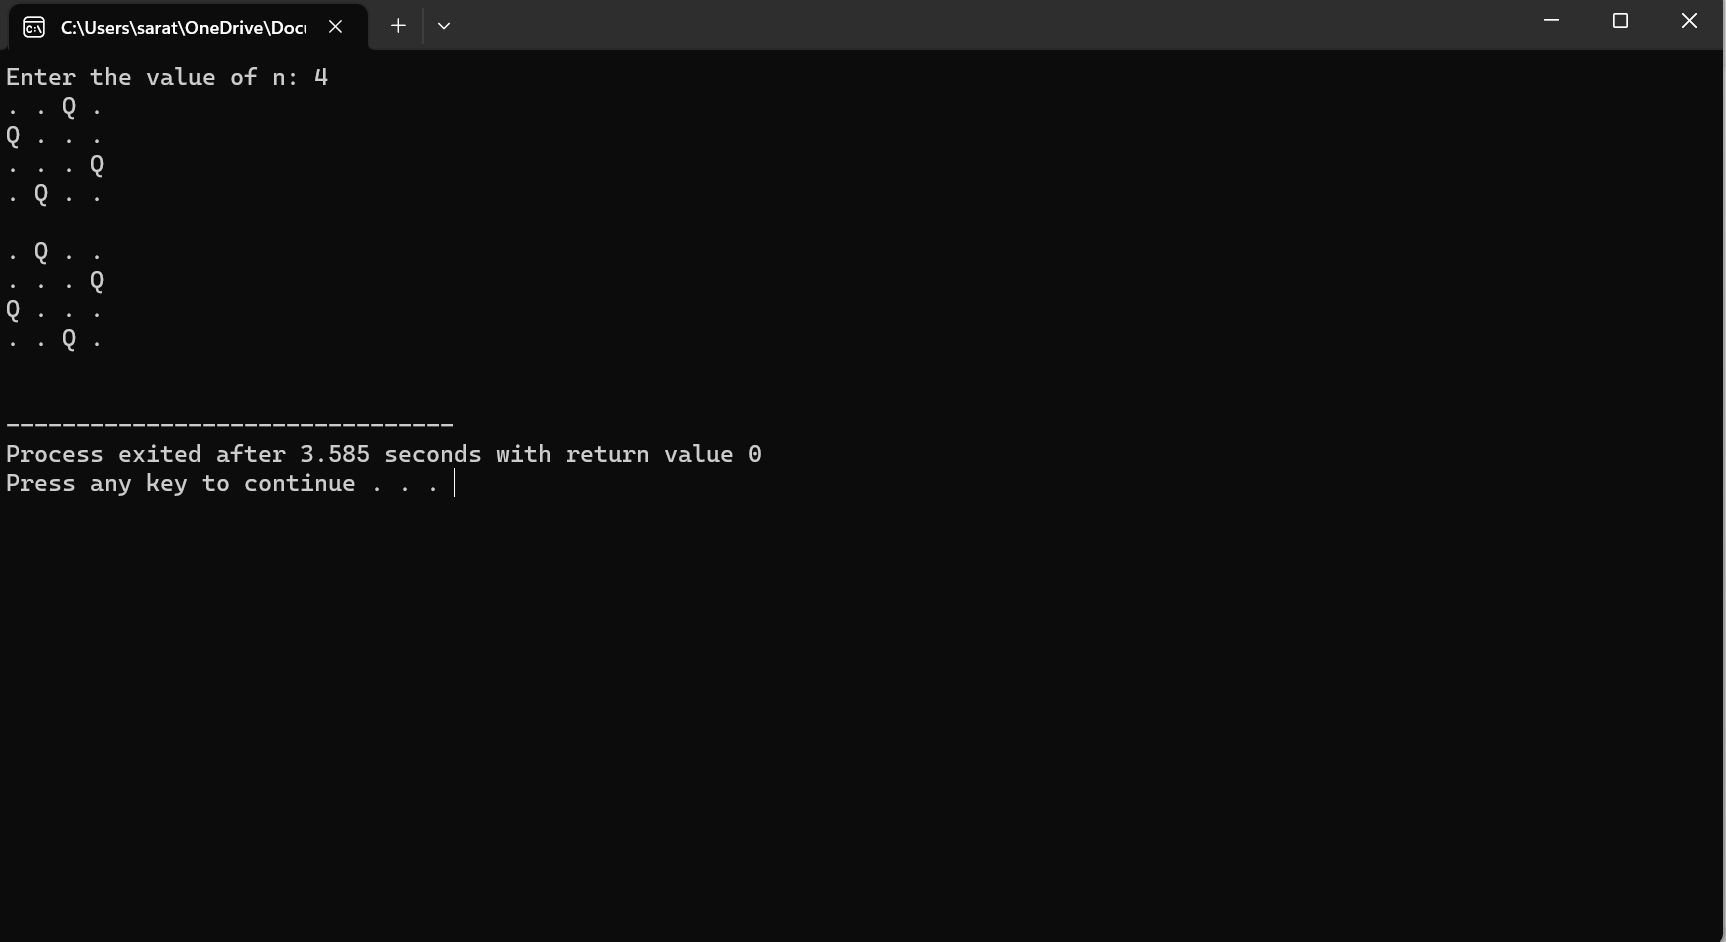 C:\Users\sarat\OneDrive\Docu
Enter the value of n: 4
. . Q .
Q . . .
. . . Q
. Q . .
. Q . .
. . . Q
Q . . .
. . Q .
--------------------------------
Process exited after 3.585 seconds with return value 0
Press any key to continue . . .